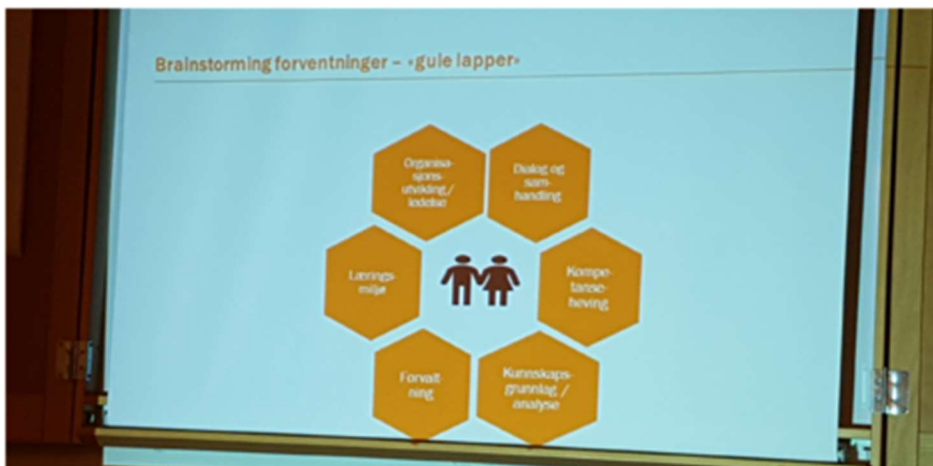 Brainstorming forventninger – «gule lapper»
Organisa-
sjons-
utvikling/
ledelse
Dialog og
sam-
handling
Lærings-
miljø
Kompe-
tanse-
heving
Forvalt-
ning
Kunnskaps-
grunnlag /
analyse